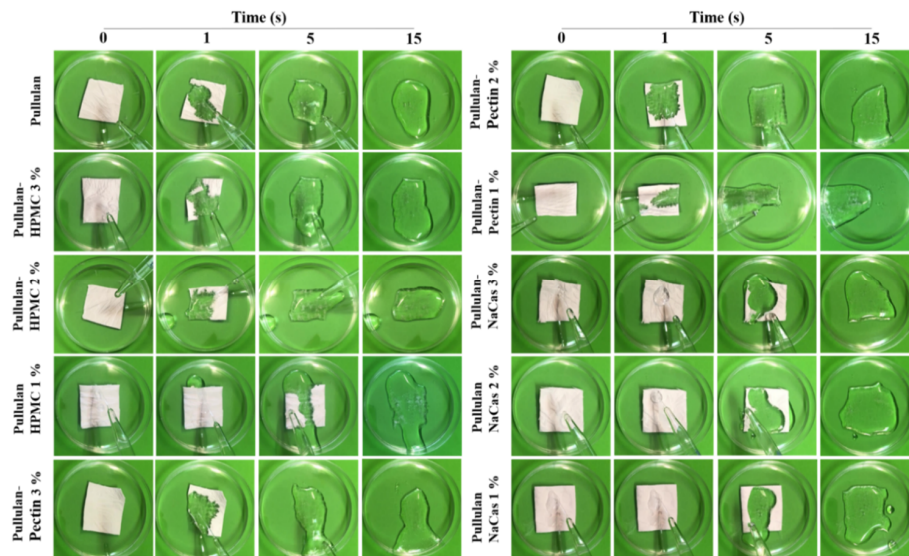 Time (s)
0 1 5 15
Pullulan
Pullulan-
HPMC 3 %
Pullulan-
HPMC 2 %
Pullulan
HPMC 1 %
Pullulan-
Pectin 3 %
Time (s)
0 1 5 15
Pullulan-
Pectin 2 %
Pullulan-
Pectin 1 %
Pullulan-
NaCas 3 %
Pullulan
NaCas 2 %
Pullulan
NaCas 1 %